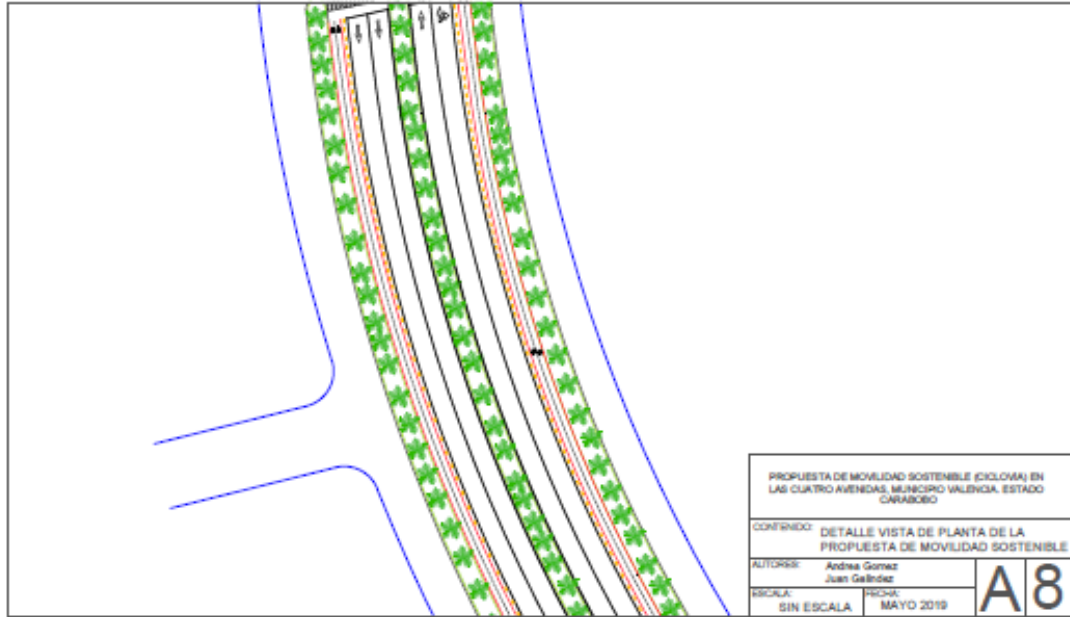 PROPUESTA DE MOVILIDAD SOSTENIBLE (CICLOVIA) EN
LAS CUATRO AVENIDAS, MUNICIPIO VALENCIA. ESTADO
CARABOBO
CONTENIDO: DETALLE VISTA DE PLANTA DE LA
PROPUESTA DE MOVILIDAD SOSTENIBLE
AUTORES: Andrea Gomez
Juan Galindez
ESCALA: SIN ESCALA
FECHA: MAYO 2019
A 8